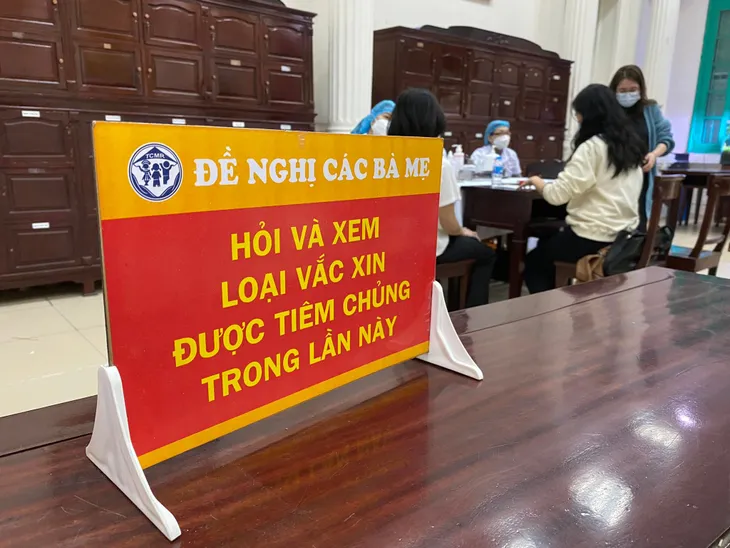 TCMR
ĐỀ NGHỊ CÁC BÀ MẸ
HỎI VÀ XEM
LOẠI VẮC XIN
ĐƯỢC TIÊM CHỦNG
TRONG LẦN NÀY